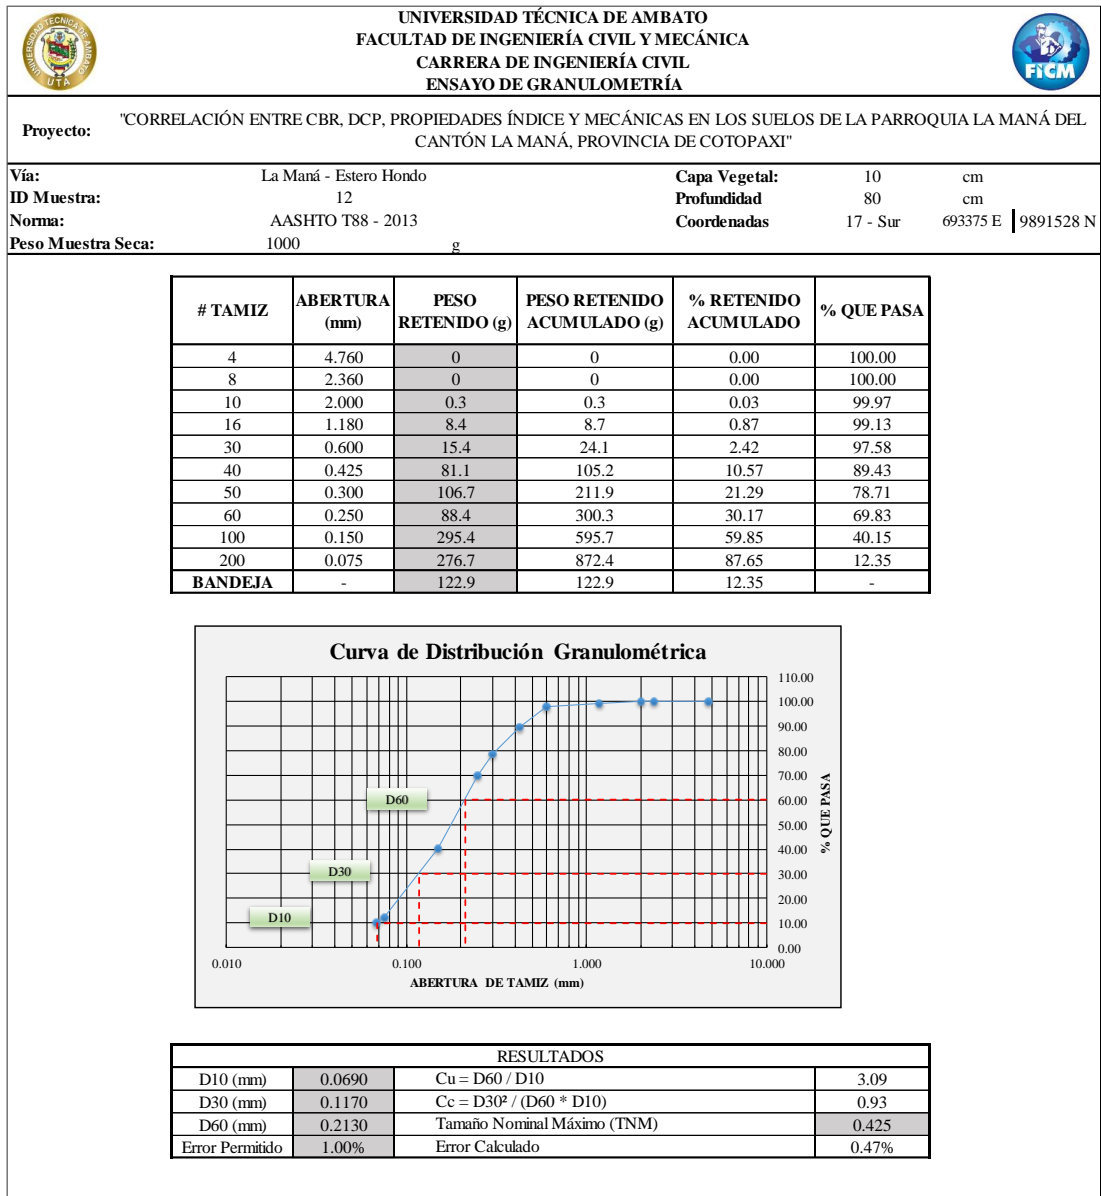 UNIVERSIDAD TÉCNICA DE AMBATO
FACULTAD DE INGENIERÍA CIVIL Y MECÁNICA
CARRERA DE INGENIERÍA CIVIL
ENSAYO DE GRANULOMETRÍA
UNIVERSIDAD TECNICA DE AMBATO
UTA
FICM
Proyecto: "CORRELACIÓN ENTRE CBR, DCP, PROPIEDADES ÍNDICE Y MECÁNICAS EN LOS SUELOS DE LA PARROQUIA LA MANÁ DEL
CANTÓN LA MANÁ, PROVINCIA DE COTOPAXI"
Vía: La Maná - Estero Hondo Capa Vegetal: 10 cm
ID Muestra: 12 Profundidad 80 cm
Norma: AASHTO T88 - 2013 Coordenadas 17 - Sur 693375 E 9891528 N
Peso Muestra Seca: 1000 g
# TAMIZ ABERTURA (mm) PESO RETENIDO (g) PESO RETENIDO ACUMULADO (g) % RETENIDO ACUMULADO % QUE PASA
4 4.760 0 0 0.00 100.00
8 2.360 0 0 0.00 100.00
10 2.000 0.3 0.3 0.03 99.97
16 1.180 8.4 8.7 0.87 99.13
30 0.600 15.4 24.1 2.42 97.58
40 0.425 81.1 105.2 10.57 89.43
50 0.300 106.7 211.9 21.29 78.71
60 0.250 88.4 300.3 30.17 69.83
100 0.150 295.4 595.7 59.85 40.15
200 0.075 276.7 872.4 87.65 12.35
BANDEJA - 122.9 122.9 12.35 -
Curva de Distribución Granulométrica
110.00
100.00
90.00
80.00
70.00
60.00
50.00
40.00
30.00
20.00
10.00
0.00
% QUE PASA
D60
D30
D10
0.010 0.100 1.000 10.000
ABERTURA DE TAMIZ (mm)
RESULTADOS
D10 (mm) 0.0690 Cu = D60 / D10 3.09
D30 (mm) 0.1170 Cc = D30² / (D60 * D10) 0.93
D60 (mm) 0.2130 Tamaño Nominal Máximo (TNM) 0.425
Error Permitido 1.00% Error Calculado 0.47%